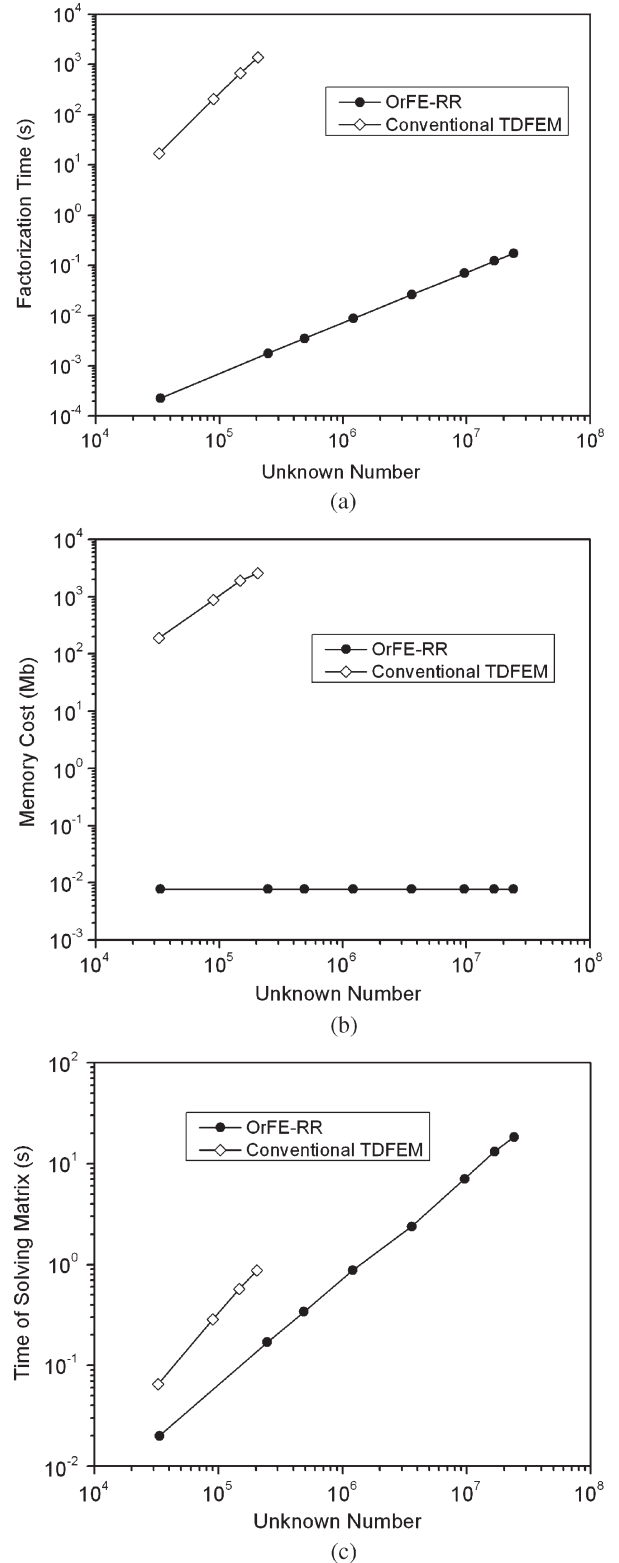 10^4
10^3
10^2
10^1
10^0
10^-1
10^-2
10^-3
10^-4
Factorization Time (s)
OrFE-RR
Conventional TDFEM
10^4 10^5 10^6 10^7 10^8
Unknown Number
(a)
10^4
10^3
10^2
10^1
10^0
10^-1
10^-2
10^-3
Memory Cost (Mb)
OrFE-RR
Conventional TDFEM
10^4 10^5 10^6 10^7 10^8
Unknown Number
(b)
10^2
10^1
10^0
10^-1
10^-2
Time of Solving Matrix (s)
OrFE-RR
Conventional TDFEM
10^4 10^5 10^6 10^7 10^8
Unknown Number
(c)